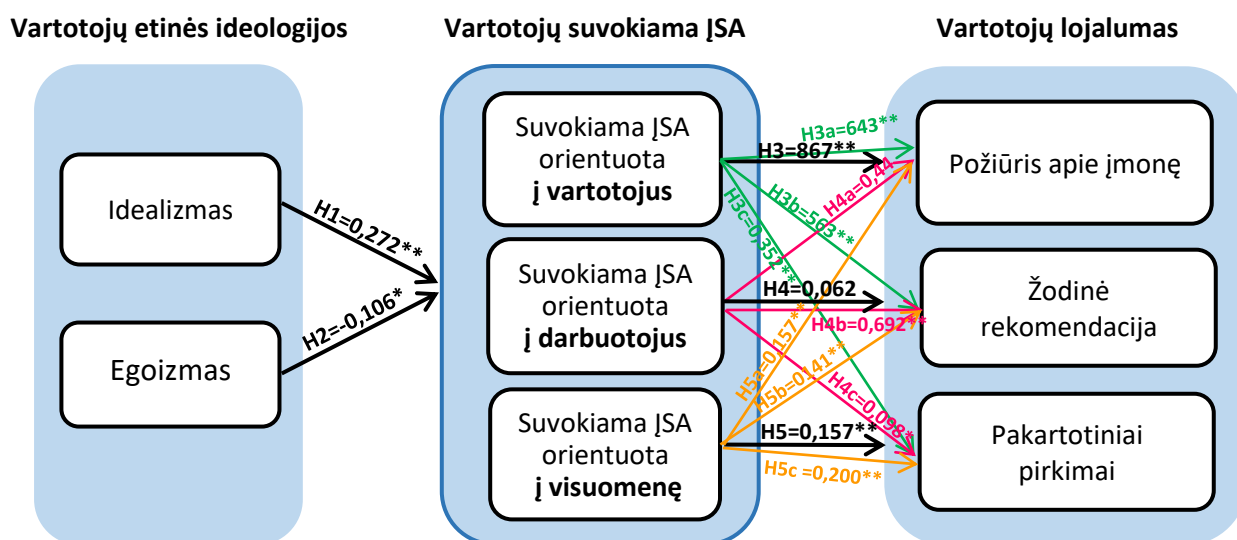 Vartotojų etinės ideologijos
Vartotojų suvokiama ĮSA
Vartotojų lojalumas
Idealizmas
Egoizmas
H1=0,272**
H2=-0,106*
Suvokiama ĮSA
orientuota
į vartotojus
Suvokiama ĮSA
orientuota
į darbuotojus
Suvokiama ĮSA
orientuota
į visuomenę
H3a=643**
H3=867**
H4a=0,44
H3b=563**
H3c=0,352**
H4=0,062
H4b=0,692**
H5a=0,157**
H5b=0141**
H4c=0,098*
H5=0,157**
H5c =0,200**
Požiūris apie įmonę
Žodinė
rekomendacija
Pakartotiniai
pirkimai